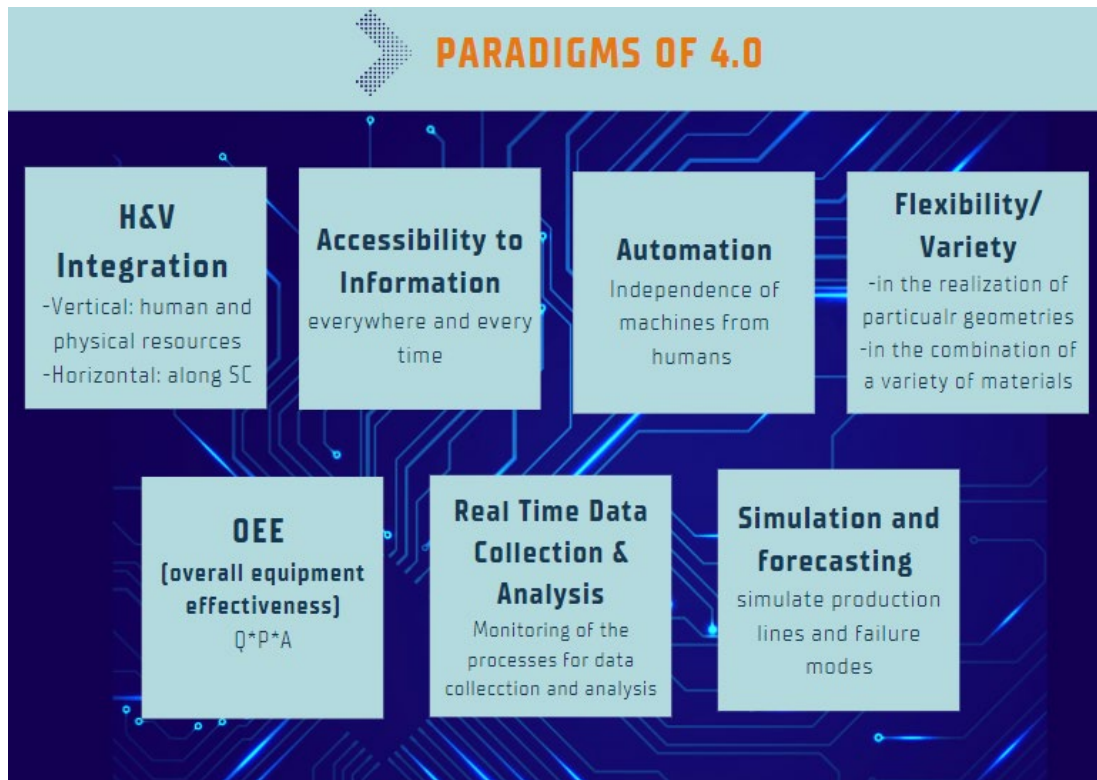 PARADIGMS OF 4.0
H&V
Integration
-Vertical: human and
physical resources
-Horizontal: along SC
Accessibility to
Information
everywhere and every
time
Automation
Independence of
machines from
humans
Flexibility/
Variety
-in the realization of
particualr geometries
-in the combination of
a variety of materials
OEE
(overall equipment
effectiveness)
Q*P*A
Real Time Data
Collection &
Analysis
Monitoring of the
processes for data
collecction and analysis
Simulation and
forecasting
simulate production
lines and failure
modes